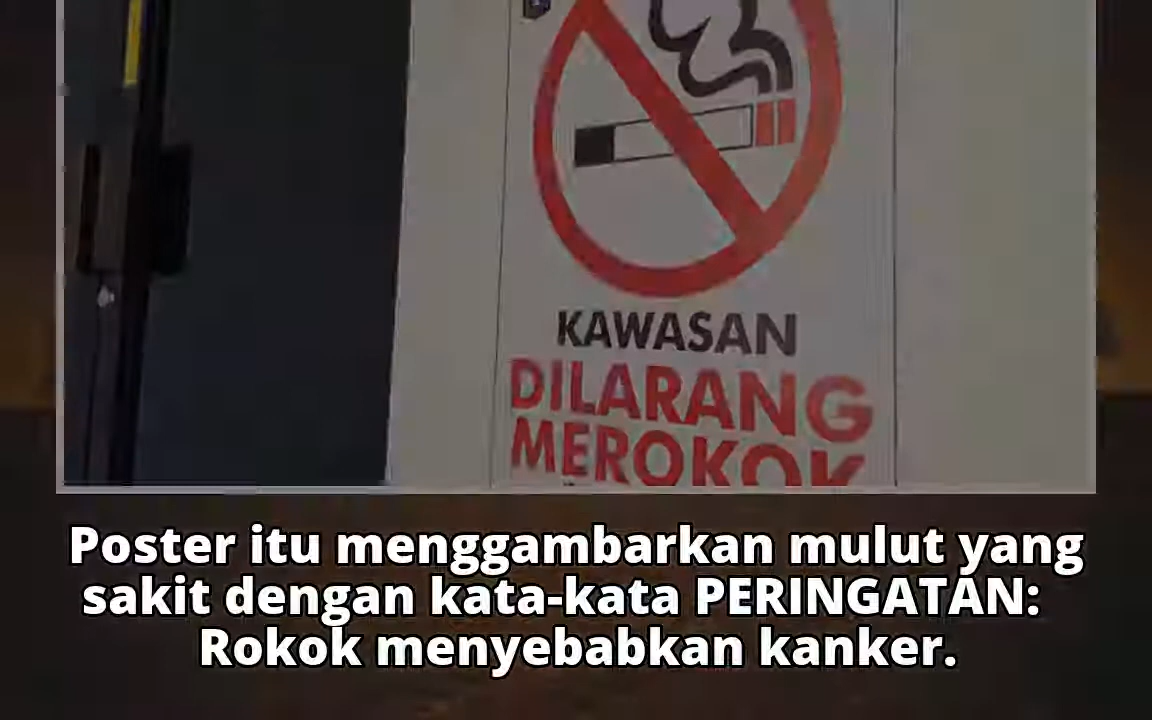 KAWASAN
DILARANG
MEROKOK
Poster itu menggambarkan mulut yang
sakit dengan kata-kata PERINGATAN:
Rokok menyebabkan kanker.